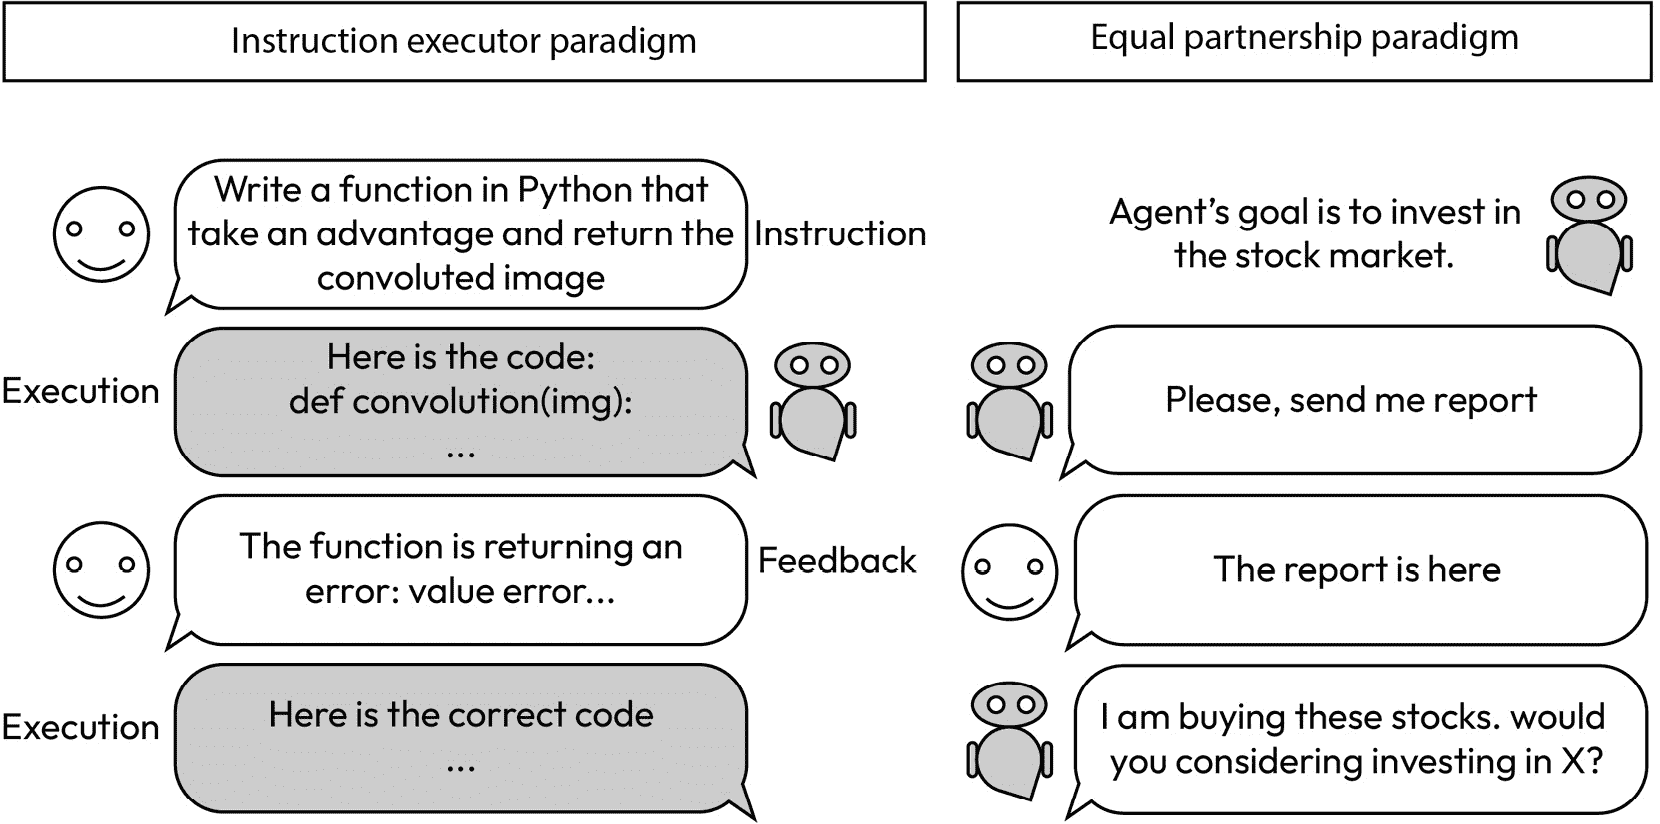 Instruction executor paradigm
Write a function in Python that
take an advantage and return the
convoluted image
Instruction
Execution
Here is the code:
def convolution(img):
...
The function is returning an
error: value error...
Feedback
Execution
Here is the correct code
...
Equal partnership paradigm
Agent’s goal is to invest in
the stock market.
Please, send me report
The report is here
I am buying these stocks. would
you considering investing in X?